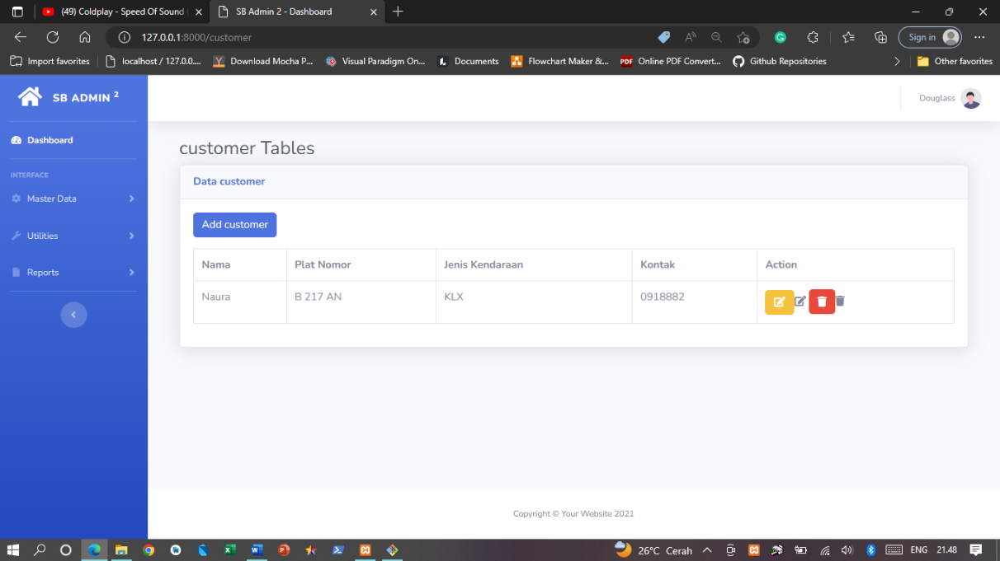 (49) Coldplay - Speed Of Sound
SB Admin 2 - Dashboard
127.0.0.1:8000/customer
Sign in
Import favorites
localhost / 127.0.0....
Download Mocha P...
Visual Paradigm On...
Documents
Flowchart Maker &...
PDF Online PDF Convert...
Github Repositories
Other favorites
SB ADMIN 2
Douglass
Dashboard
INTERFACE
Master Data
Utilities
Reports
customer Tables
Data customer
Add customer
Nama Plat Nomor Jenis Kendaraan Kontak Action
Naura B 217 AN KLX 0918882
Copyright © Your Website 2021
26°C Cerah
ENG 21.48